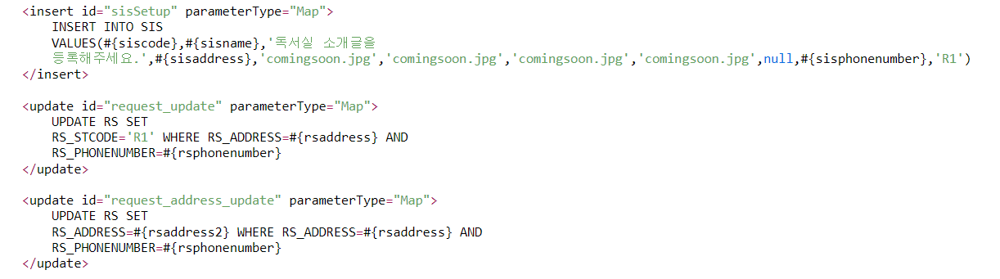 <insert id="sisSetup" parameterType="Map">
INSERT INTO SIS
VALUES(#{siscode},#{sisname},'독서실 소개글을
등록해주세요.',#{sisaddress},'comingsoon.jpg','comingsoon.jpg','comingsoon.jpg','comingsoon.jpg',null,#{sisphonenumber},'R1')
</insert>
<update id="request_update" parameterType="Map">
UPDATE RS SET
RS_STCODE='R1' WHERE RS_ADDRESS=#{rsaddress} AND
RS_PHONENUMBER=#{rsphonenumber}
</update>
<update id="request_address_update" parameterType="Map">
UPDATE RS SET
RS_ADDRESS=#{rsaddress2} WHERE RS_ADDRESS=#{rsaddress} AND
RS_PHONENUMBER=#{rsphonenumber}
</update>